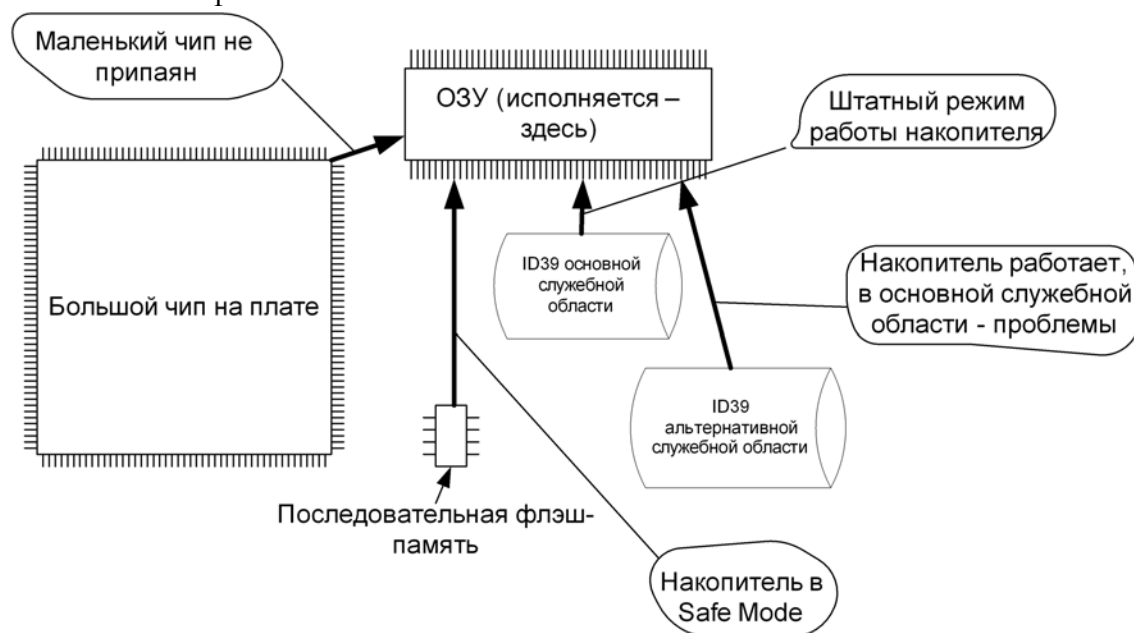 Маленький чип не
припаян
ОЗУ (исполняется –
здесь)
Штатный режим
работы накопителя
Большой чип на плате
ID39 основной
служебной
области
Накопитель работает,
в основной служебной
области - проблемы
ID39
альтернативной
служебной области
Последовательная флэш-
память
Накопитель в
Safe Mode